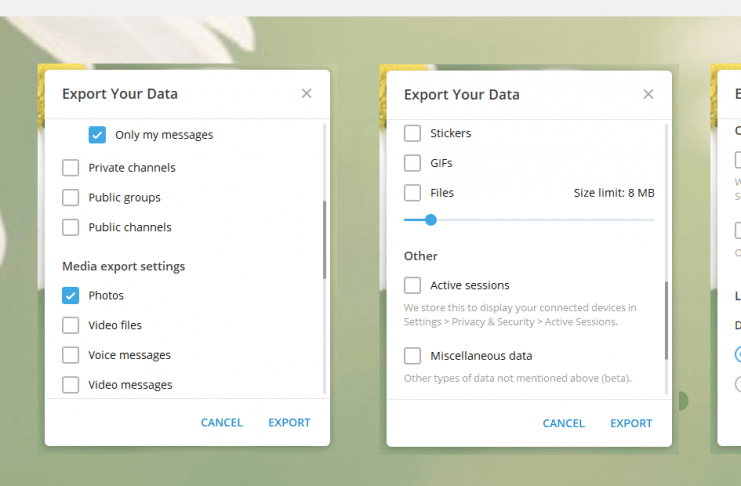 Export Your Data
Only my messages
Private channels
Public groups
Public channels
Media export settings
Photos
Video files
Voice messages
Video messages
CANCEL EXPORT
Export Your Data
Stickers
GIFs
Files Size limit: 8 MB
Other
Active sessions
We store this to display your connected devices in
Settings > Privacy & Security > Active Sessions.
Miscellaneous data
Other types of data not mentioned above (beta).
CANCEL EXPORT